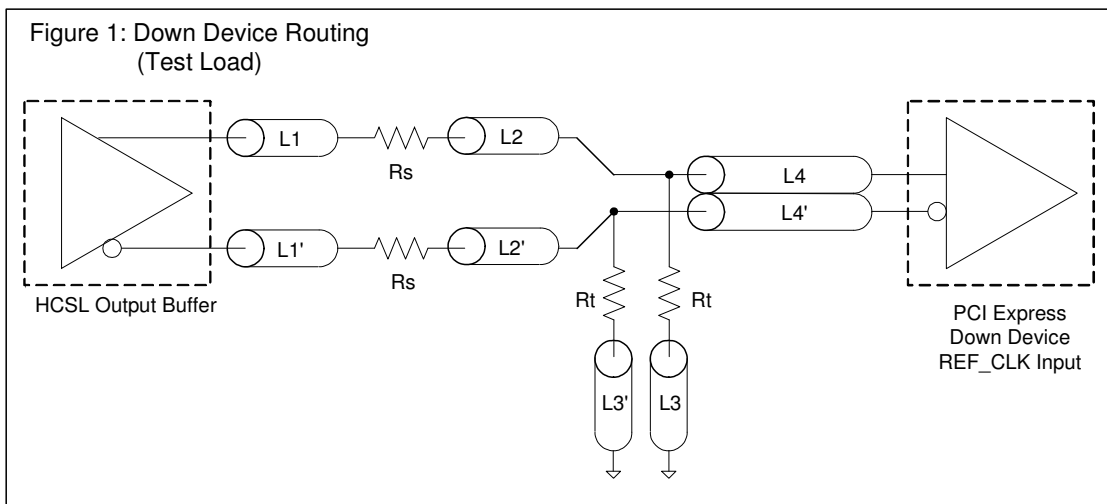 Figure 1: Down Device Routing
(Test Load)
L1
Rs
L2
L4
L4'
L1'
Rs
L2'
HCSL Output Buffer
Rt
Rt
L3'
L3
PCI Express
Down Device
REF_CLK Input